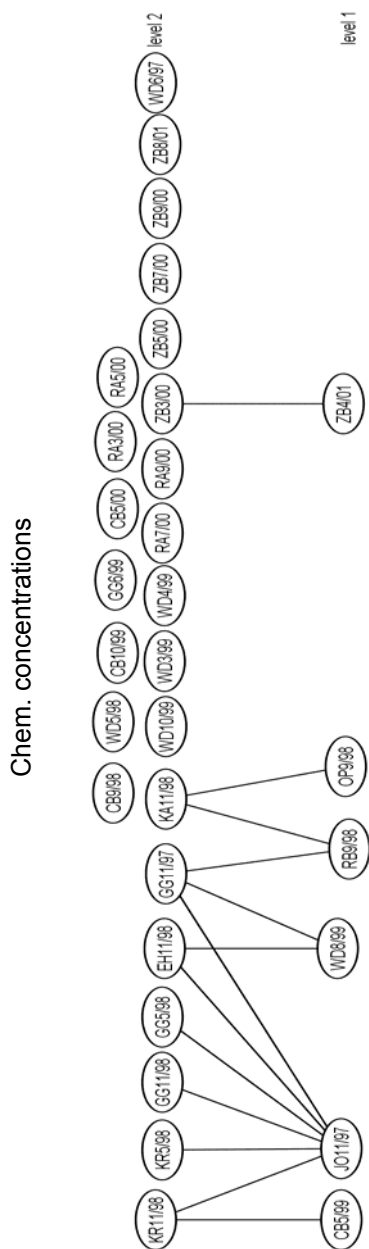 Chem. concentrations
CB9/98 WD5/98 CB10/99 GG6/99 CB5/00 RA3/00 RA5/00
KR11/98 KR5/98 GG11/98 GG5/98 EH11/98 GG11/97 KA11/98 WD10/99 WD3/99 WD4/99 RA7/00 RA9/00 ZB3/00 ZB5/00 ZB7/00 ZB9/00 ZB8/01 WD6/97 level 2
CB5/99 JO11/97 WD8/99 RB9/98 OP9/98 ZB4/01 level 1